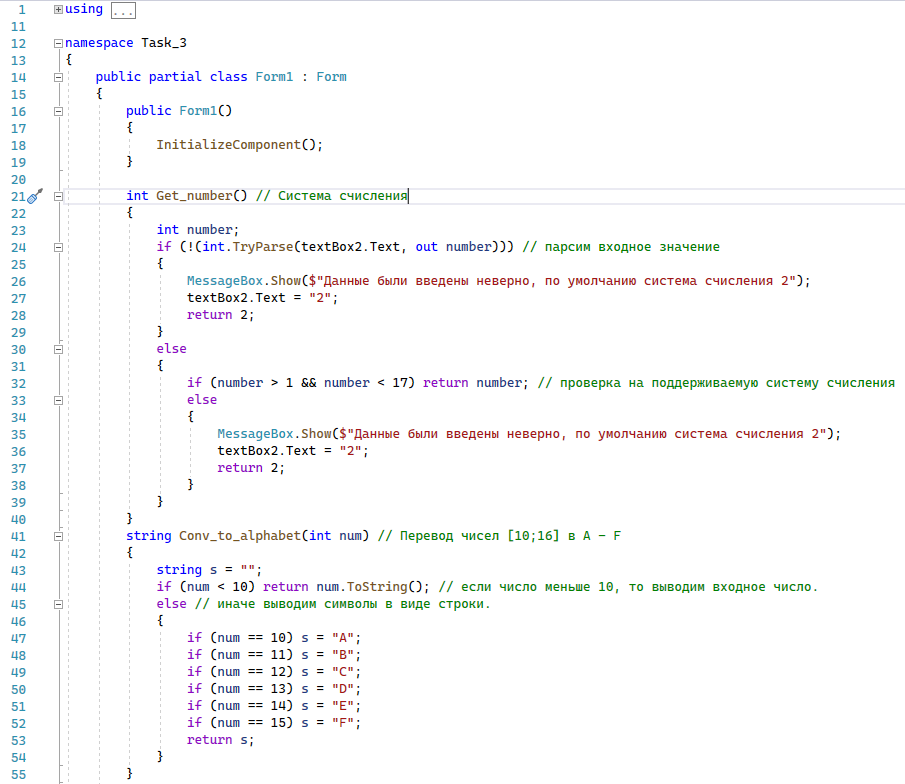 1 using ...
11
12 namespace Task_3
13 {
14 public partial class Form1 : Form
15 {
16 public Form1()
17 {
18 InitializeComponent();
19 }
20
21 int Get_number() // Система счисления
22 {
23 int number;
24 if (!(int.TryParse(textBox2.Text, out number))) // парсим входное значение
25 {
26 MessageBox.Show($"Данные были введены неверно, по умолчанию система счисления 2");
27 textBox2.Text = "2";
28 return 2;
29 }
30 else
31 {
32 if (number > 1 && number < 17) return number; // проверка на поддерживаемую систему счисления
33 else
34 {
35 MessageBox.Show($"Данные были введены неверно, по умолчанию система счисления 2");
36 textBox2.Text = "2";
37 return 2;
38 }
39 }
40 }
41 string Conv_to_alphabet(int num) // Перевод чисел [10;16] в A - F
42 {
43 string s = "";
44 if (num < 10) return num.ToString(); // если число меньше 10, то выводим входное число.
45 else // иначе выводим символы в виде строки.
46 {
47 if (num == 10) s = "A";
48 if (num == 11) s = "B";
49 if (num == 12) s = "C";
50 if (num == 13) s = "D";
51 if (num == 14) s = "E";
52 if (num == 15) s = "F";
53 return s;
54 }
55 }